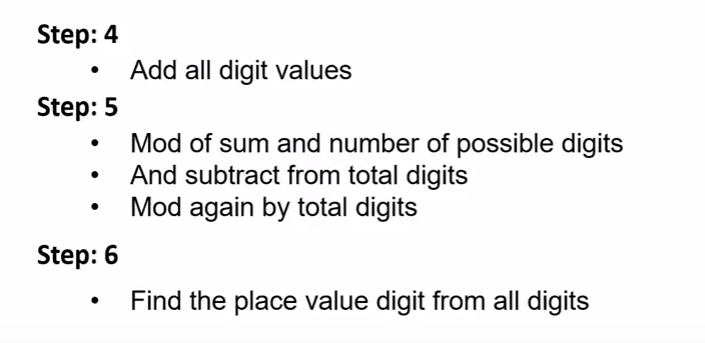 Step: 4
• Add all digit values
Step: 5
• Mod of sum and number of possible digits
• And subtract from total digits
• Mod again by total digits
Step: 6
• Find the place value digit from all digits